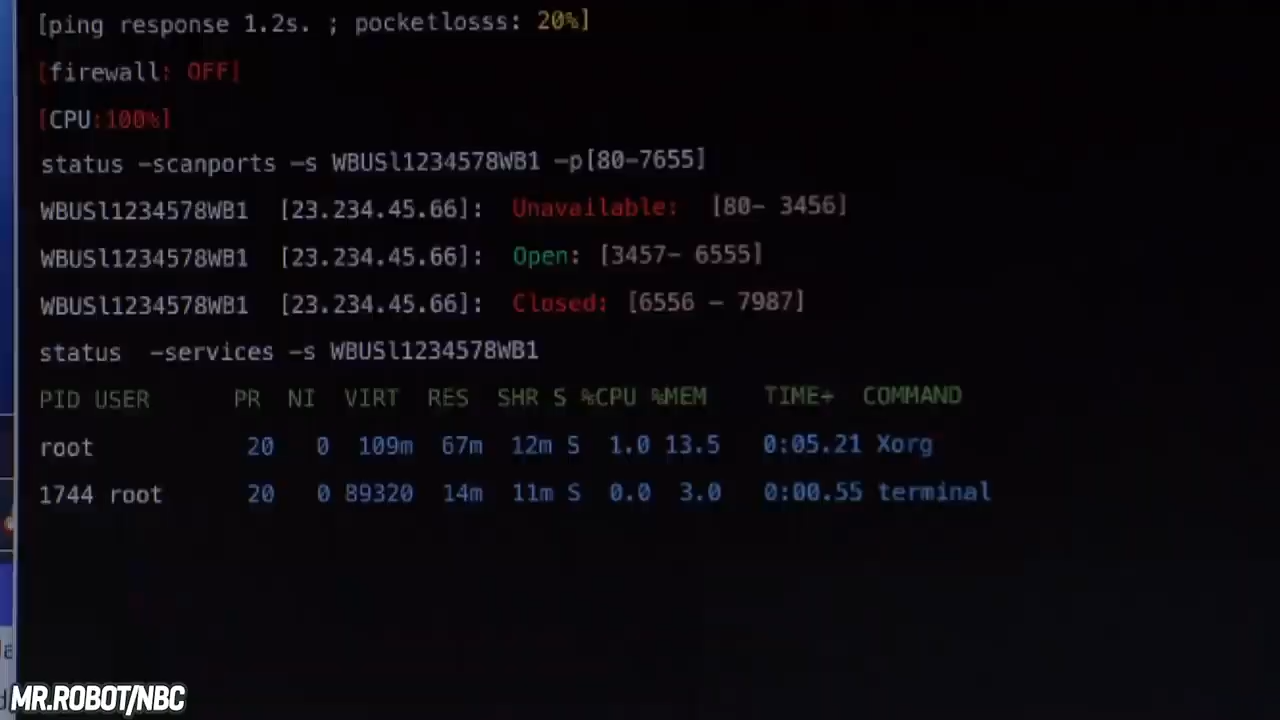 [ping response 1.2s. ; pocketlosss: 20%]
[firewall: OFF]
[CPU:100%]
status -scanports -s WBUSl1234578WB1 -p[80-7655]
WBUSl1234578WB1 [23.234.45.66]: Unavailable: [80- 3456]
WBUSl1234578WB1 [23.234.45.66]: Open: [3457- 6555]
WBUSl1234578WB1 [23.234.45.66]: Closed: [6556 - 7987]
status -services -s WBUSl1234578WB1
PID USER PR NI VIRT RES SHR S %CPU %MEM TIME+ COMMAND
root 20 0 109m 67m 12m S 1.0 13.5 0:05.21 Xorg
1744 root 20 0 89320 14m 11m S 0.0 3.0 0:00.55 terminal
MR.ROBOT/NBC